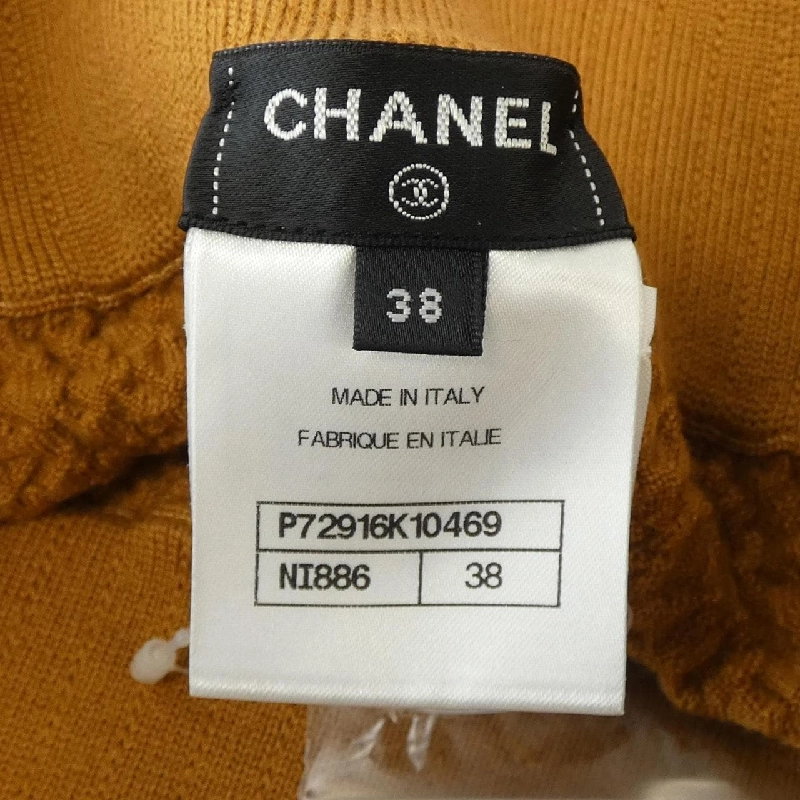 CHANEL
38
MADE IN ITALY
FABRIQUE EN ITALIE
P72916K10469
NI886 38